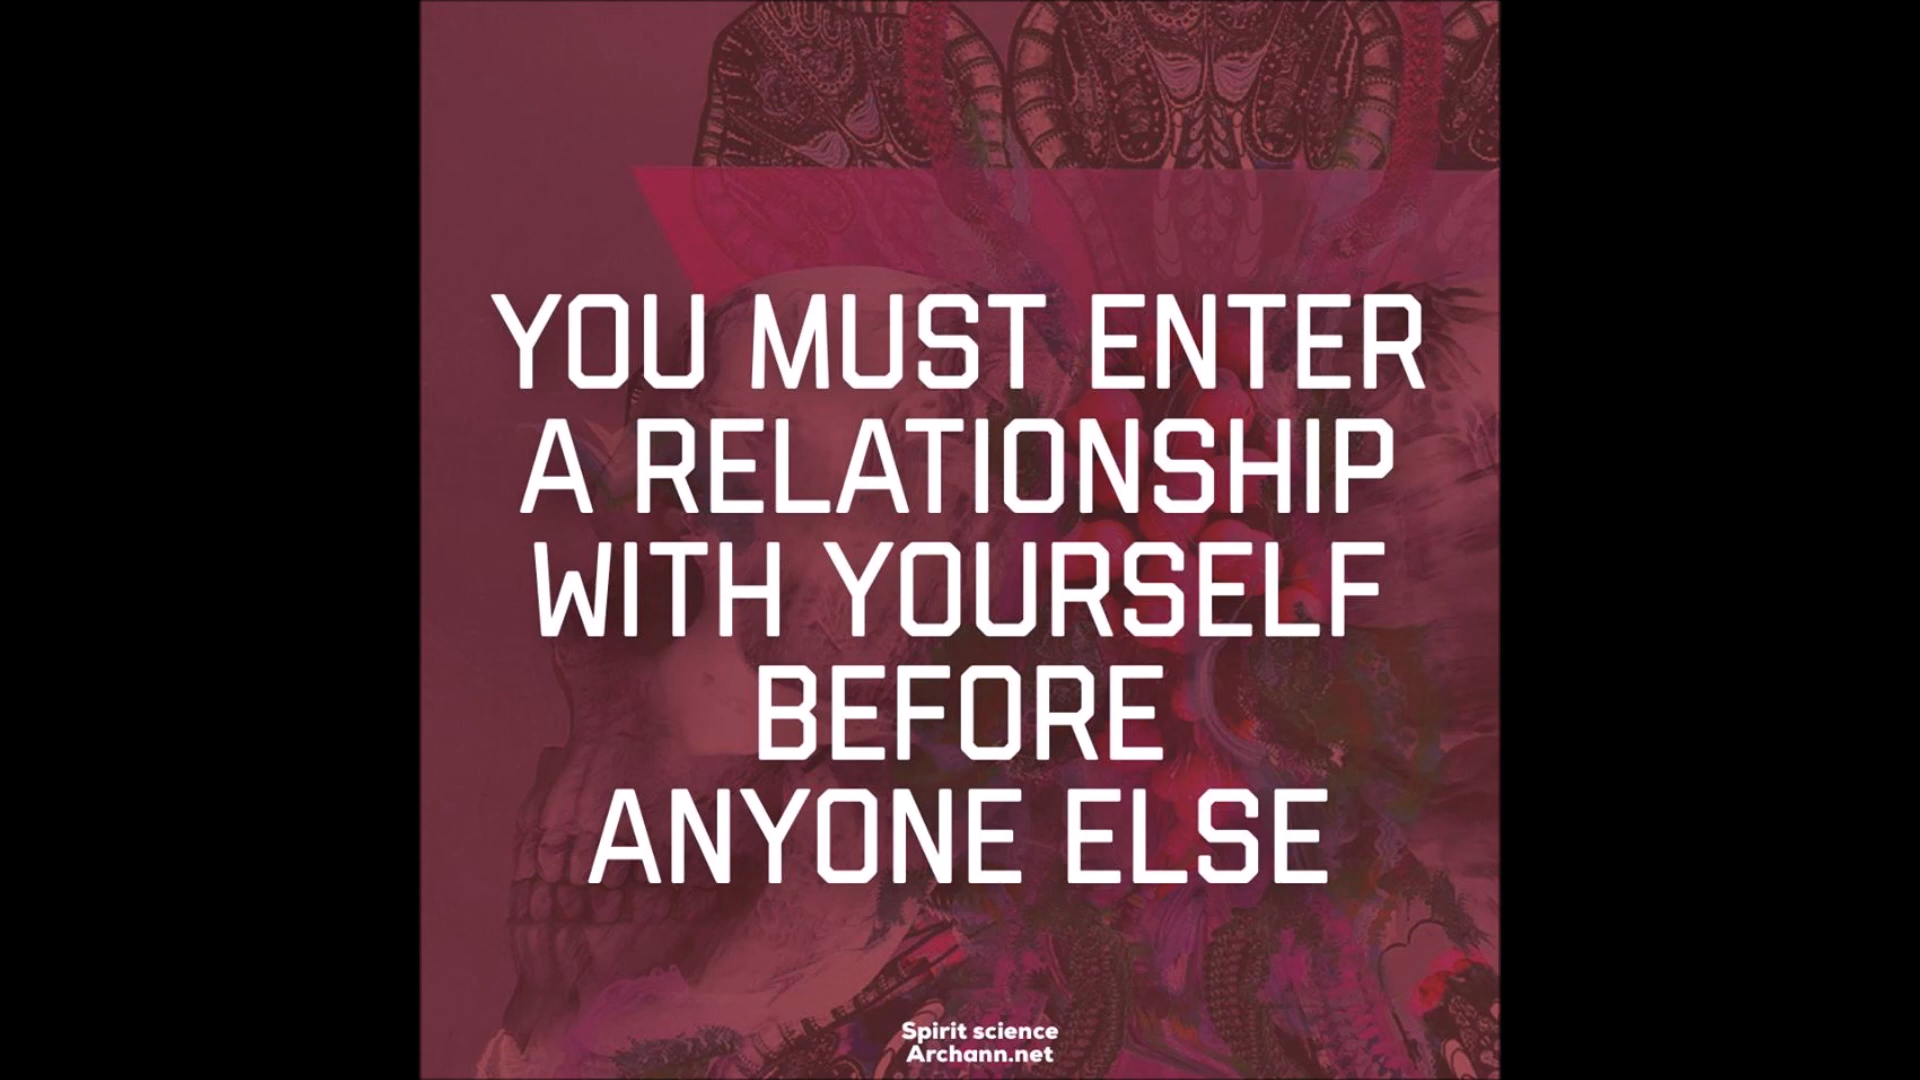 YOU MUST ENTER
A RELATIONSHIP
WITH YOURSELF
BEFORE
ANYONE ELSE
Spirit science
Archann.net